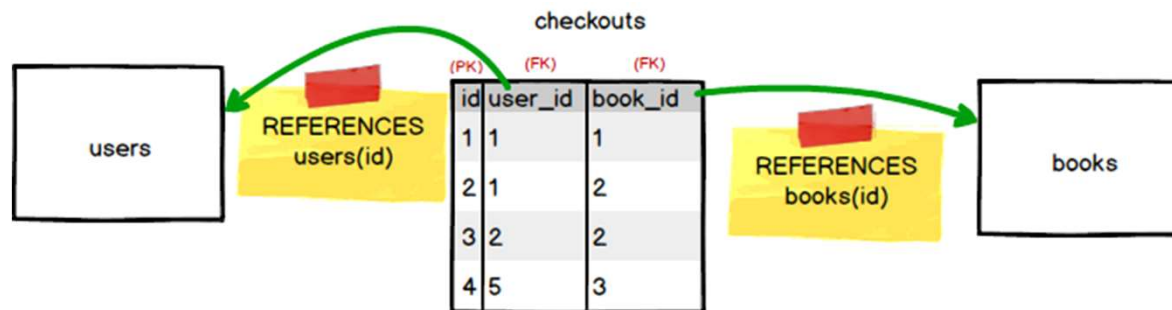 checkouts
(PK) (FK) (FK)
id user_id book_id
1 1 1
2 1 2
3 2 2
4 5 3
users
REFERENCES
users(id)
REFERENCES
books(id)
books